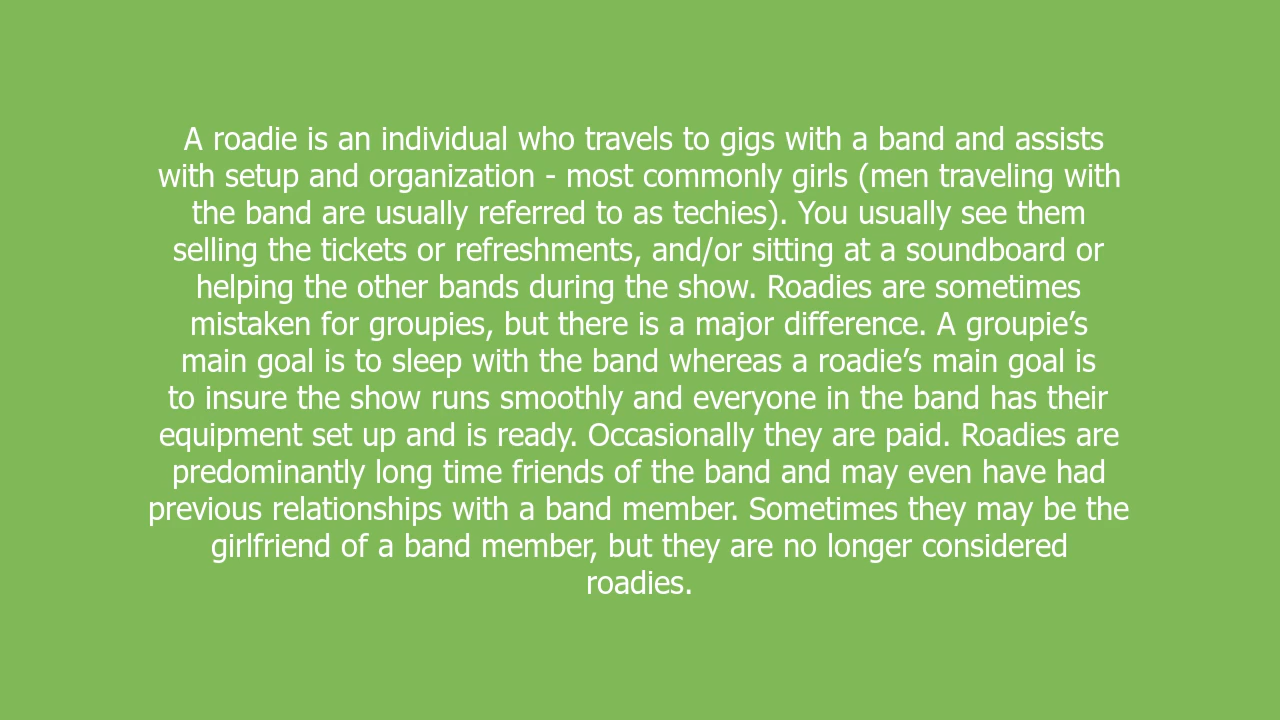 A roadie is an individual who travels to gigs with a band and assists
with setup and organization - most commonly girls (men traveling with
the band are usually referred to as techies). You usually see them
selling the tickets or refreshments, and/or sitting at a soundboard or
helping the other bands during the show. Roadies are sometimes
mistaken for groupies, but there is a major difference. A groupie’s
main goal is to sleep with the band whereas a roadie’s main goal is
to insure the show runs smoothly and everyone in the band has their
equipment set up and is ready. Occasionally they are paid. Roadies are
predominantly long time friends of the band and may even have had
previous relationships with a band member. Sometimes they may be the
girlfriend of a band member, but they are no longer considered
roadies.